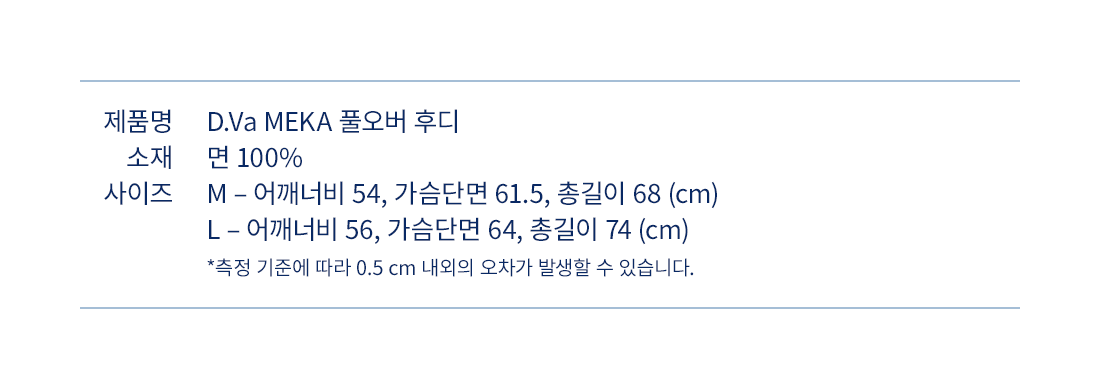 제품명 D.Va MEKA 풀오버 후디
소재 면 100%
사이즈 M – 어깨너비 54, 가슴단면 61.5, 총길이 68 (cm)
L – 어깨너비 56, 가슴단면 64, 총길이 74 (cm)
*측정 기준에 따라 0.5 cm 내외의 오차가 발생할 수 있습니다.